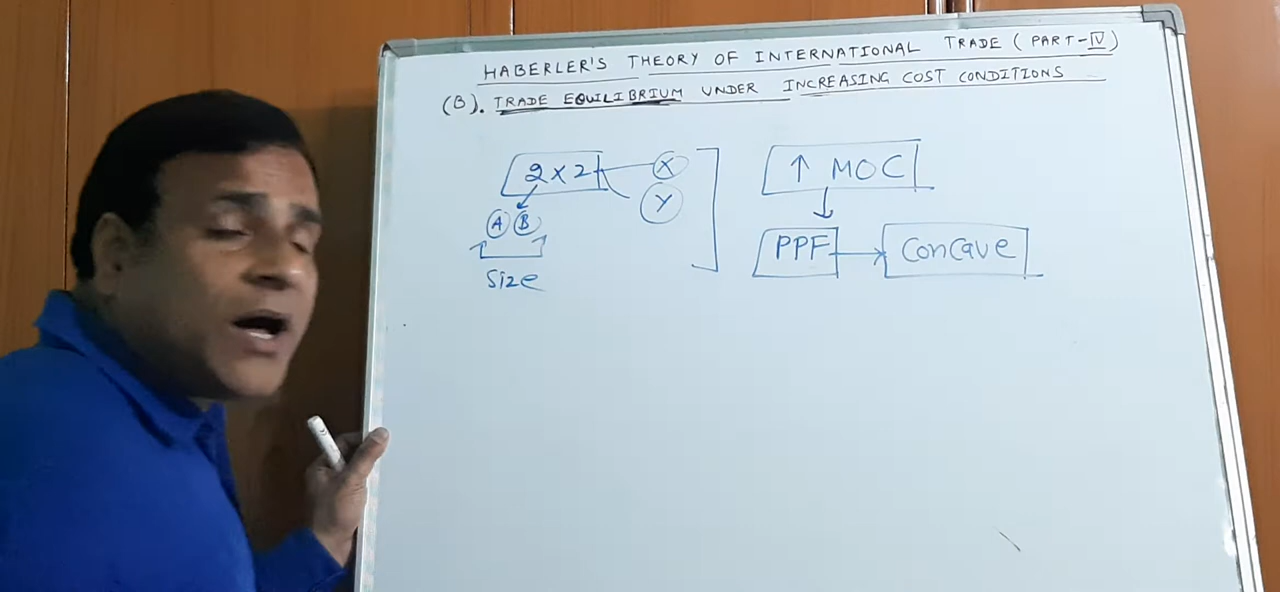 HABERLER'S THEORY OF INTERNATIONAL TRADE (PART-IV)
(B). TRADE EQUILIBRIUM UNDER INCREASING COST CONDITIONS
2 x 2 X
Y
A B
Size
↑ MOC
PPF → Concave